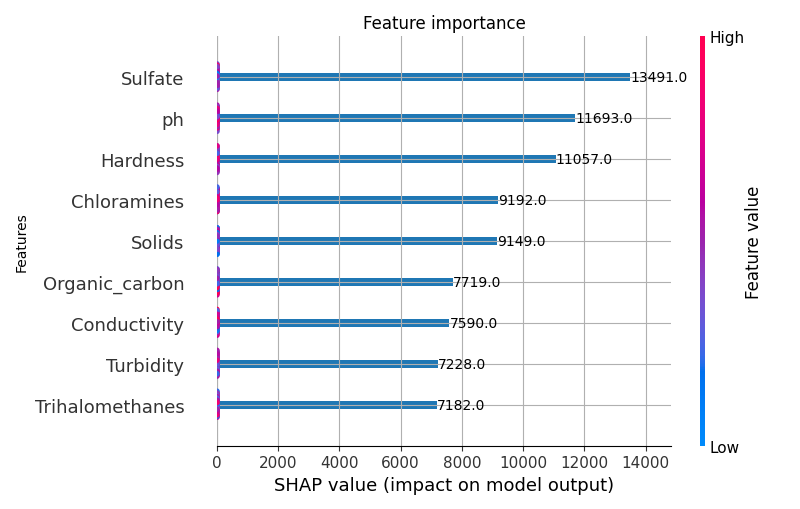 Feature importance
High
Sulfate 13491.0
ph 11693.0
Hardness 11057.0
Chloramines 9192.0
Solids 9149.0
Organic_carbon 7719.0
Conductivity 7590.0
Turbidity 7228.0
Trihalomethanes 7182.0
Features
Feature value
Low
0 2000 4000 6000 8000 10000 12000 14000
SHAP value (impact on model output)